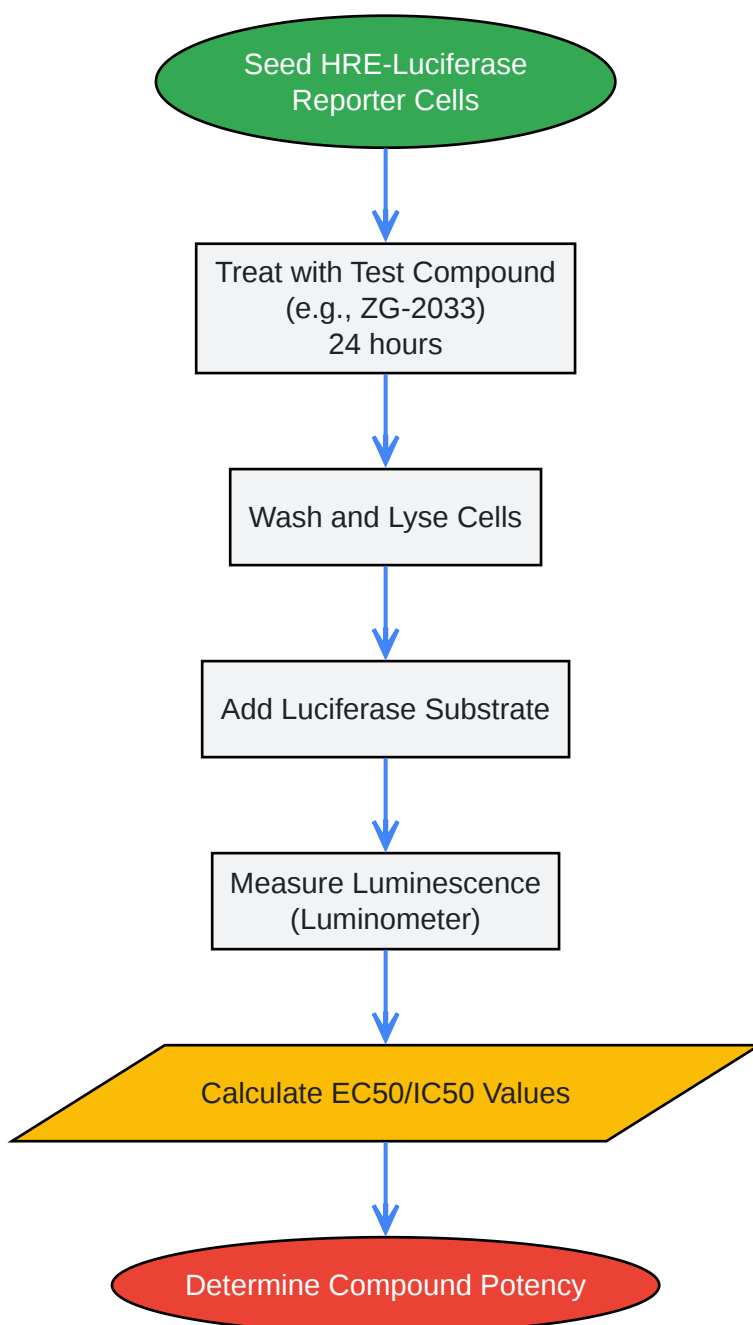 Seed HRE-Luciferase
Reporter Cells
Treat with Test Compound
(e.g., ZG-2033)
24 hours
Wash and Lyse Cells
Add Luciferase Substrate
Measure Luminescence
(Luminometer)
Calculate EC50/IC50 Values
Determine Compound Potency